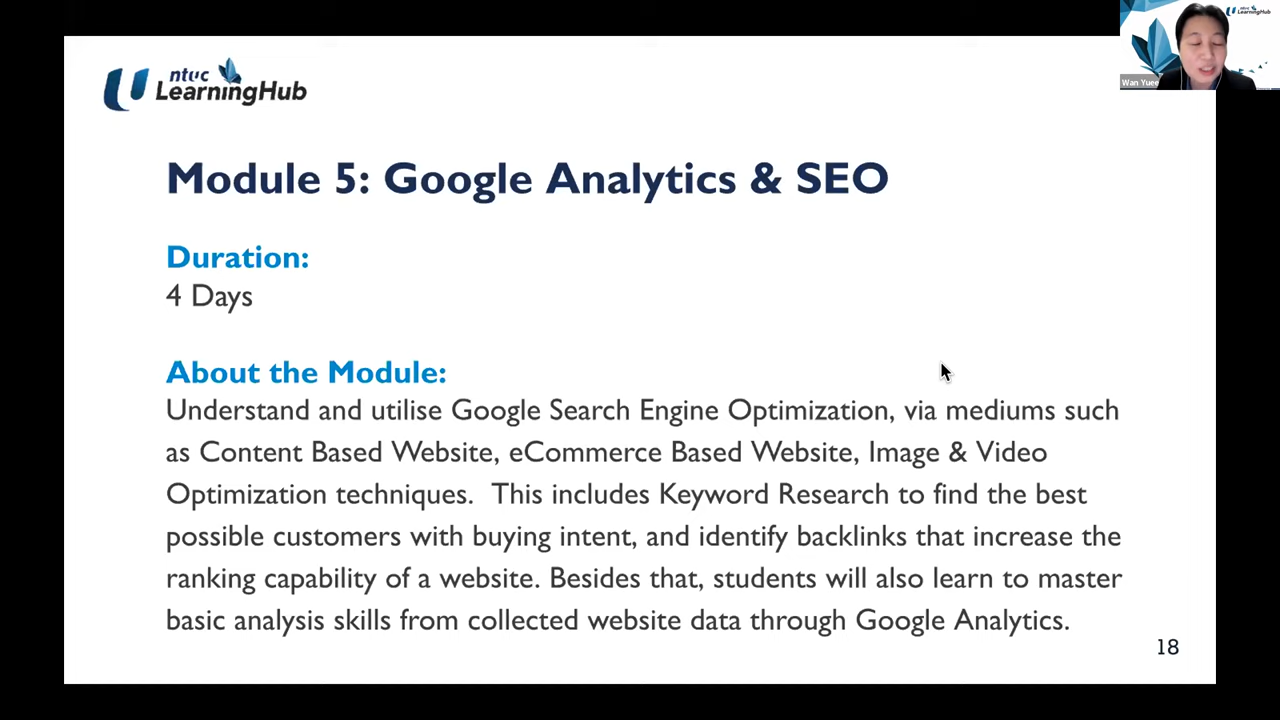 ntuc
LearningHub
ntuc
LearningHub
Wan Yuee
Module 5: Google Analytics & SEO
Duration:
4 Days
About the Module:
Understand and utilise Google Search Engine Optimization, via mediums such
as Content Based Website, eCommerce Based Website, Image & Video
Optimization techniques.  This includes Keyword Research to find the best
possible customers with buying intent, and identify backlinks that increase the
ranking capability of a website. Besides that, students will also learn to master
basic analysis skills from collected website data through Google Analytics.
18